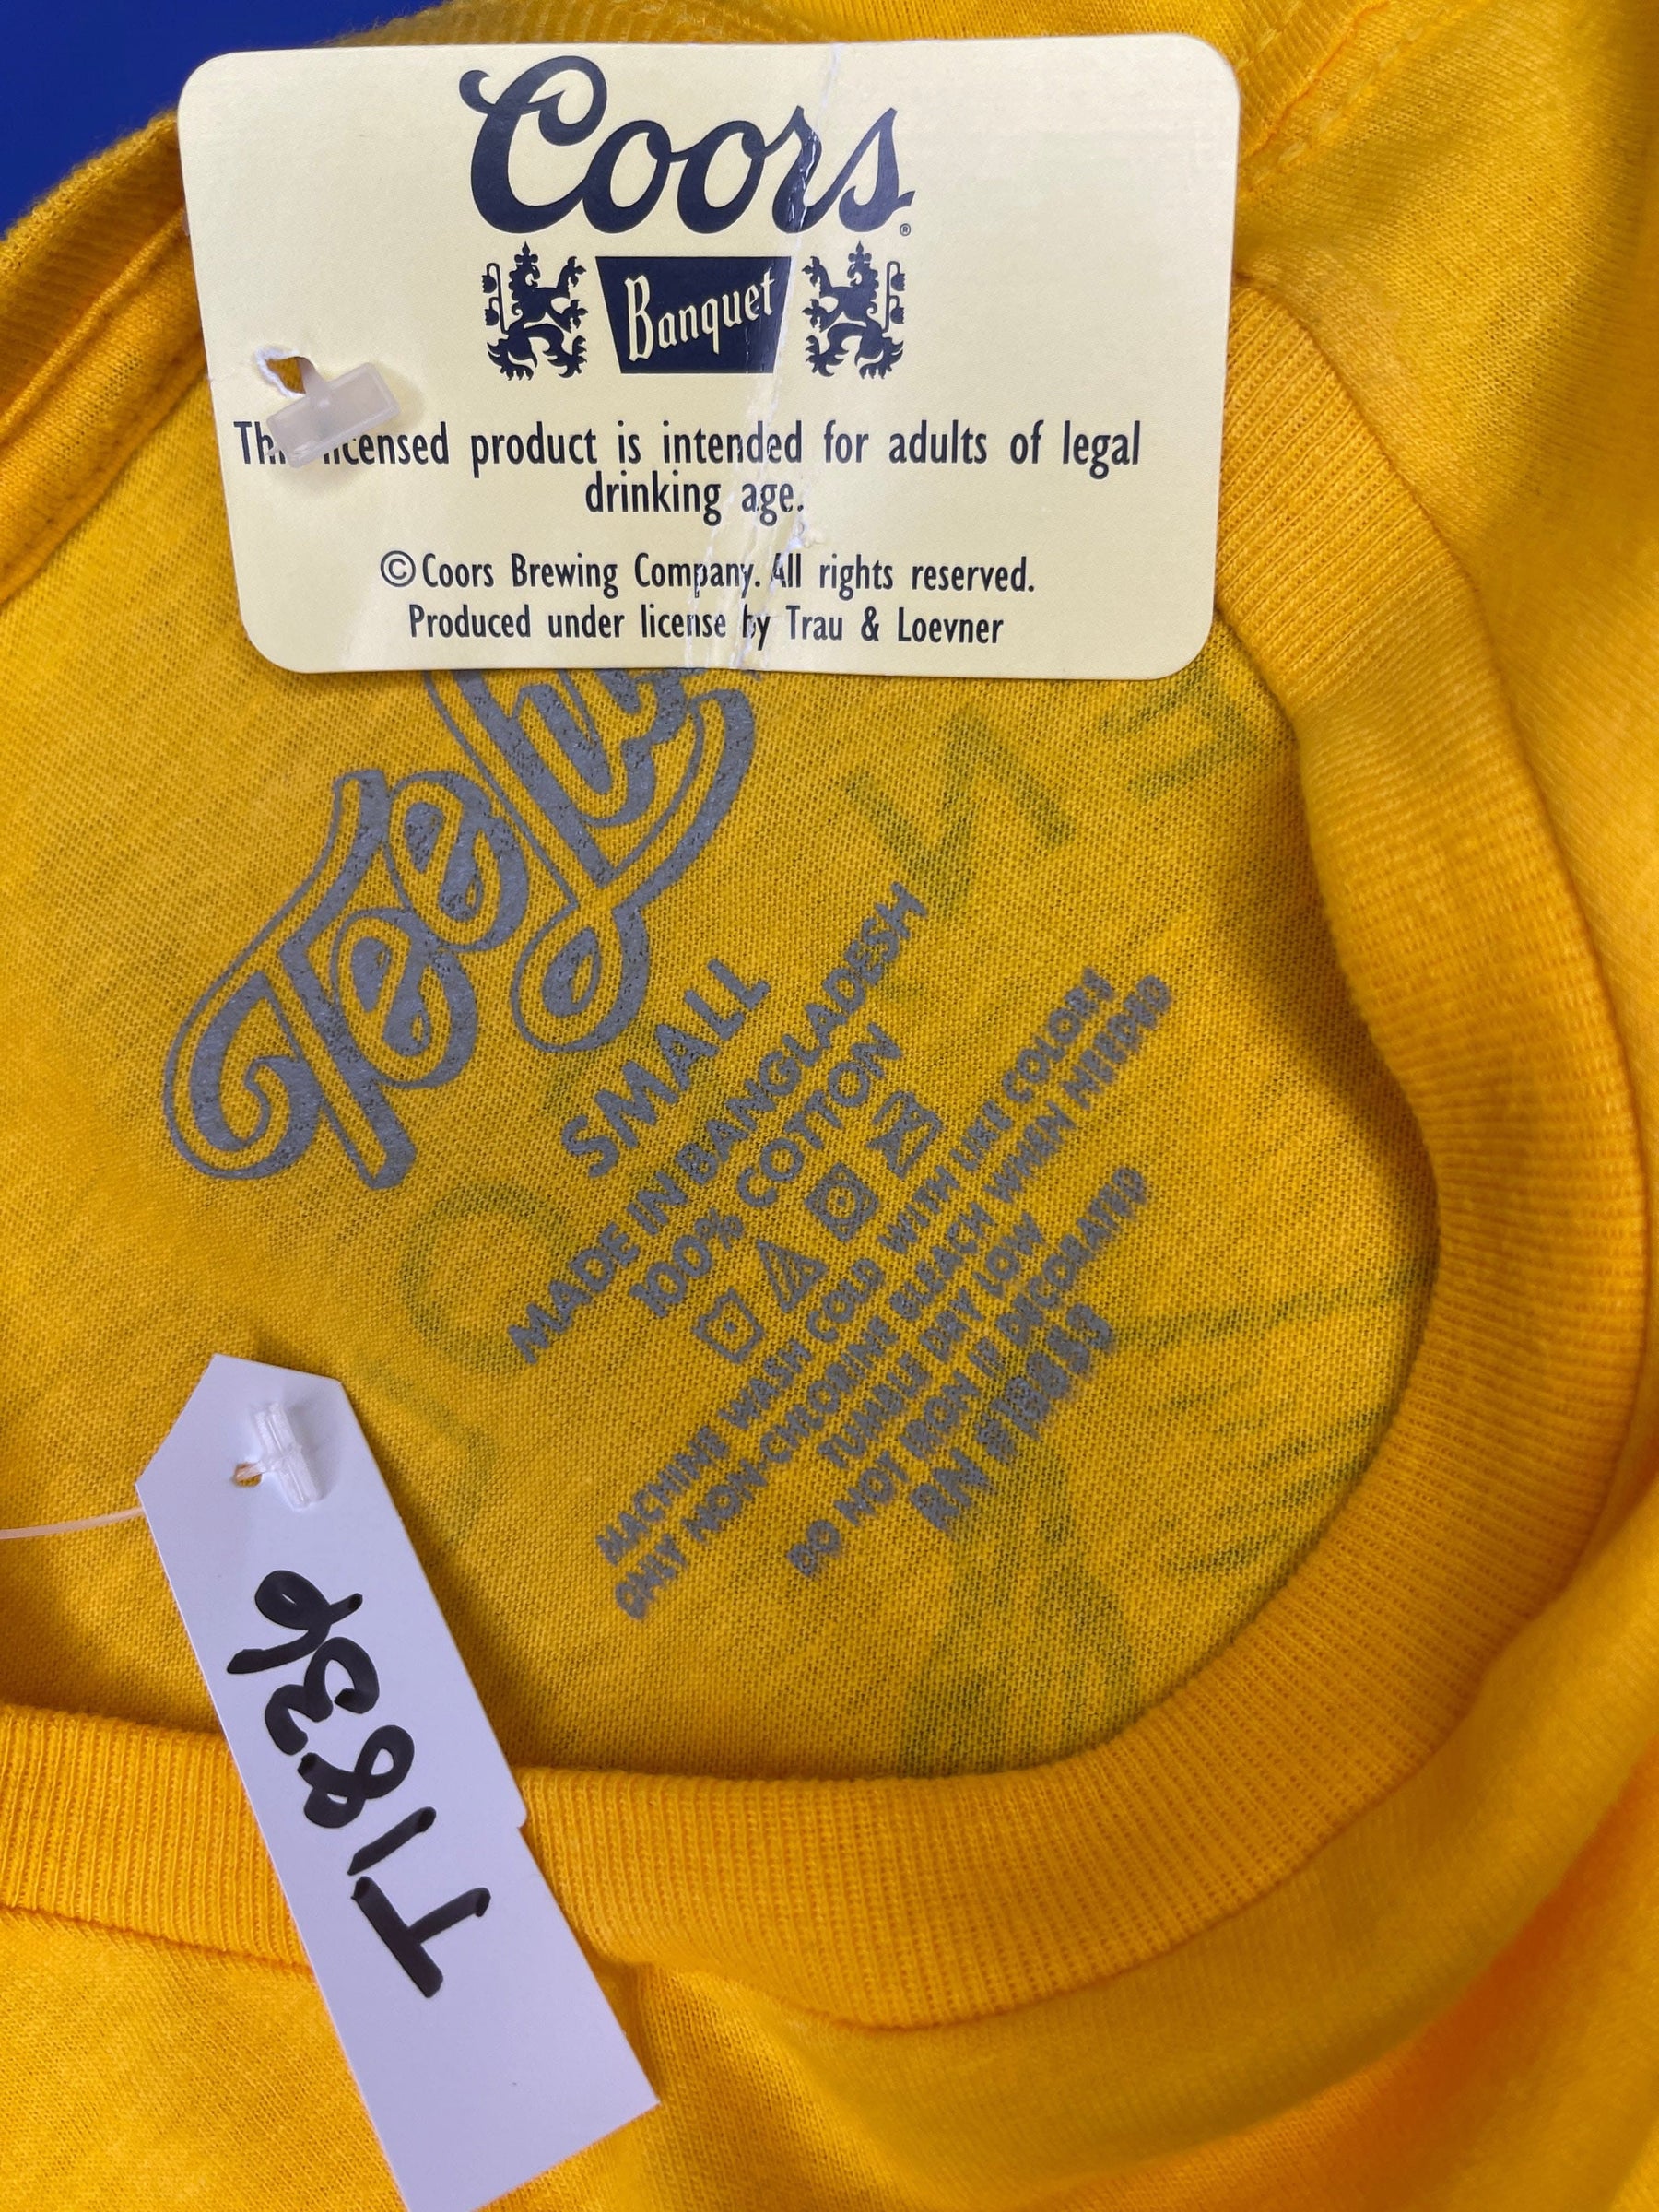 Coors®
Banquet
licensed product is intended for adults of legal
drinking age.
©Coors Brewing Company. All rights reserved.
Produced under license by Trau & Loevner
SMALL
MADE IN BANGLADESH
100% COTTON
MACHINE WASH COLD WITH LIKE COLORS
ONLY NON-CHLORINE BLEACH WHEN NEEDED
TUMBLE DRY LOW
DO NOT IRON IF DECORATED
T1836